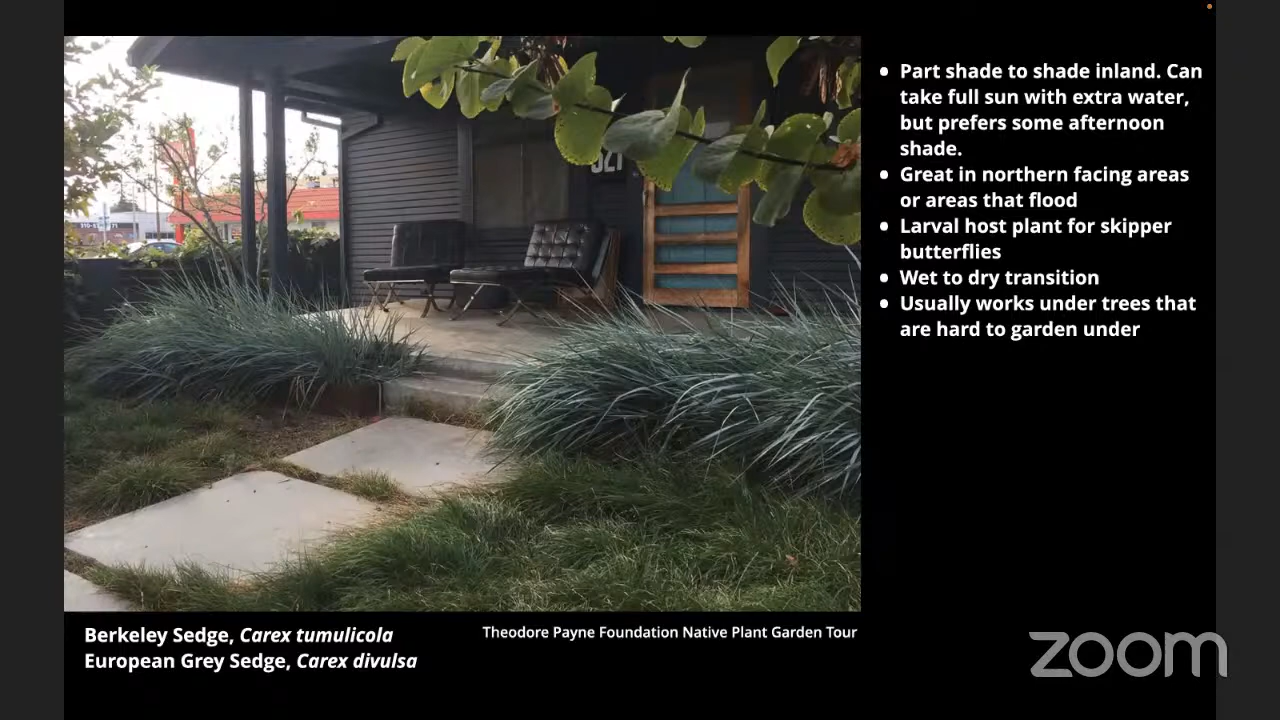 Part shade to shade inland. Can
take full sun with extra water,
but prefers some afternoon
shade.
Great in northern facing areas
or areas that flood
Larval host plant for skipper
butterflies
Wet to dry transition
Usually works under trees that
are hard to garden under
Berkeley Sedge, Carex tumulicola
European Grey Sedge, Carex divulsa
Theodore Payne Foundation Native Plant Garden Tour
zoom